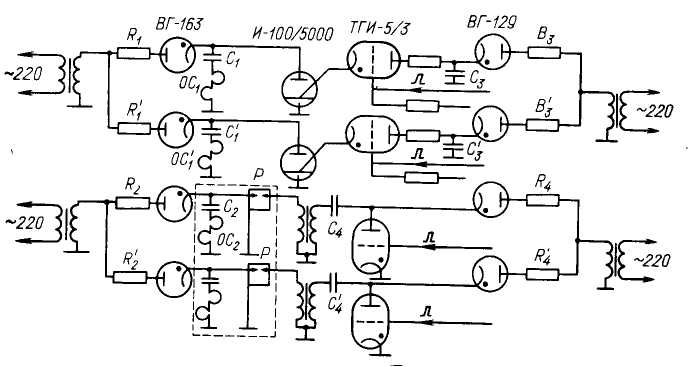 ВГ-163 И-100/5000 ТГИ-5/3 ВГ-129
R1 C1 OC1 Л C3 B3
~220 ~220
R1' C1' OC1' Л C3' B3'
R2 C2 OC2 P C4 Л R4
~220 ~220
R2' P C4' Л R4'